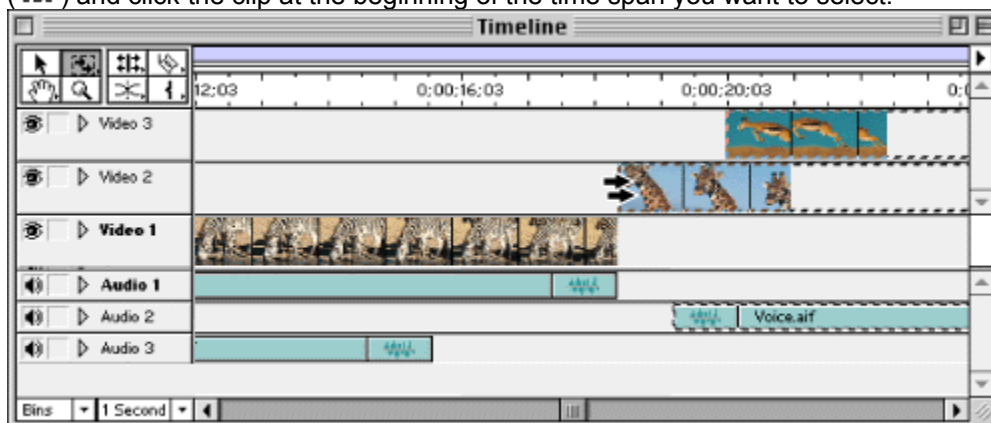 ) and click the clip at the beginning of the time span you want to select.
Timeline
12;03 0;00;16;03 0;00;20;03 0;
Video 3
Video 2
Video 1
Audio 1
Audio 2 Voice.aif
Audio 3
Bins 1 Second